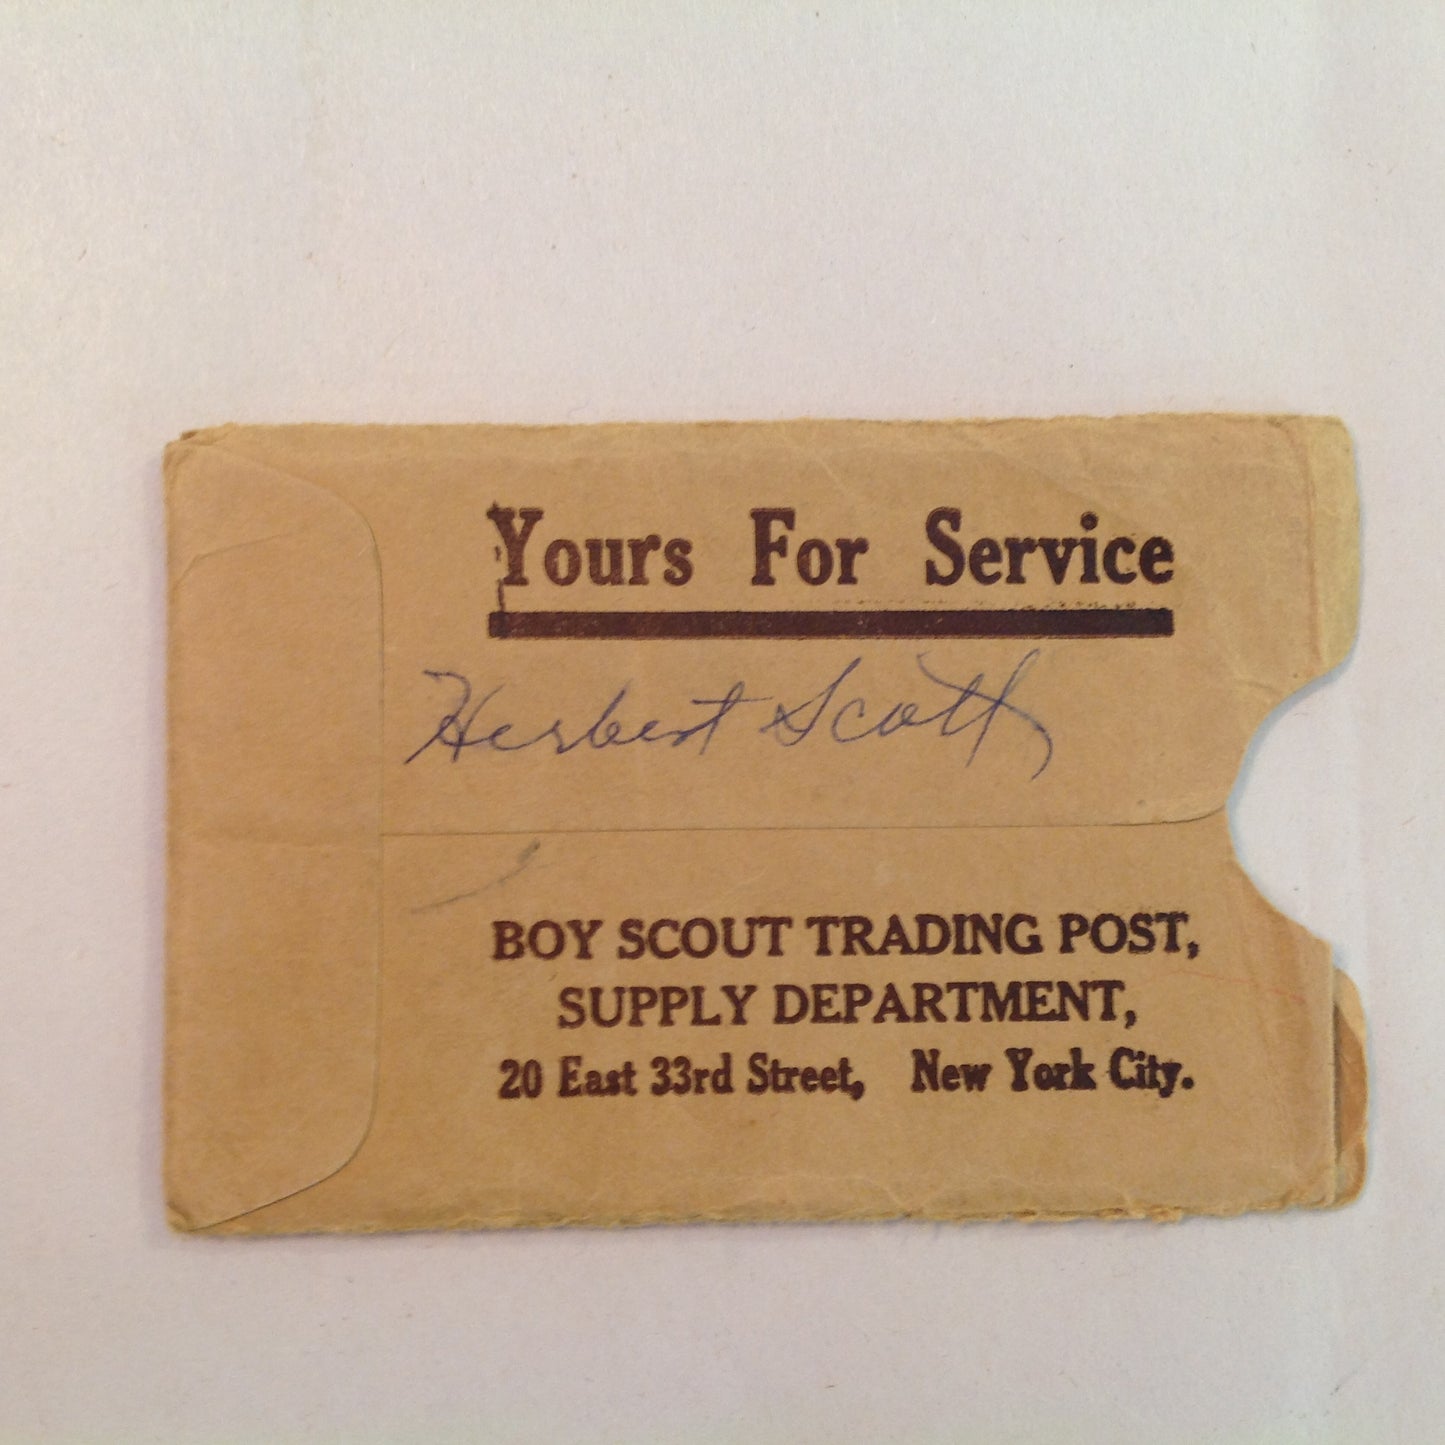 Yours For Service
Herbert Scott
BOY SCOUT TRADING POST,
SUPPLY DEPARTMENT,
20 East 33rd Street, New York City.